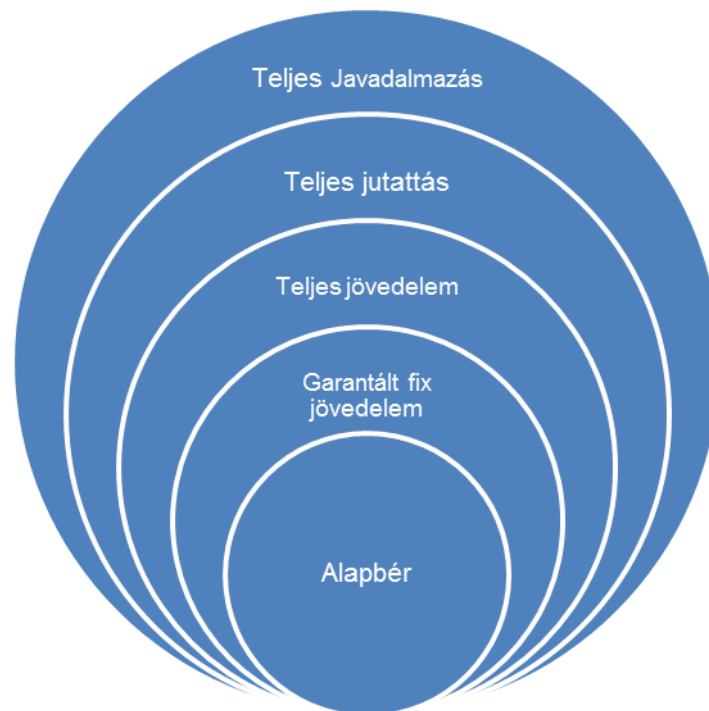 Teljes Javadalmazás
Teljes jutattás
Teljes jövedelem
Garantált fix
jövedelem
Alapbér